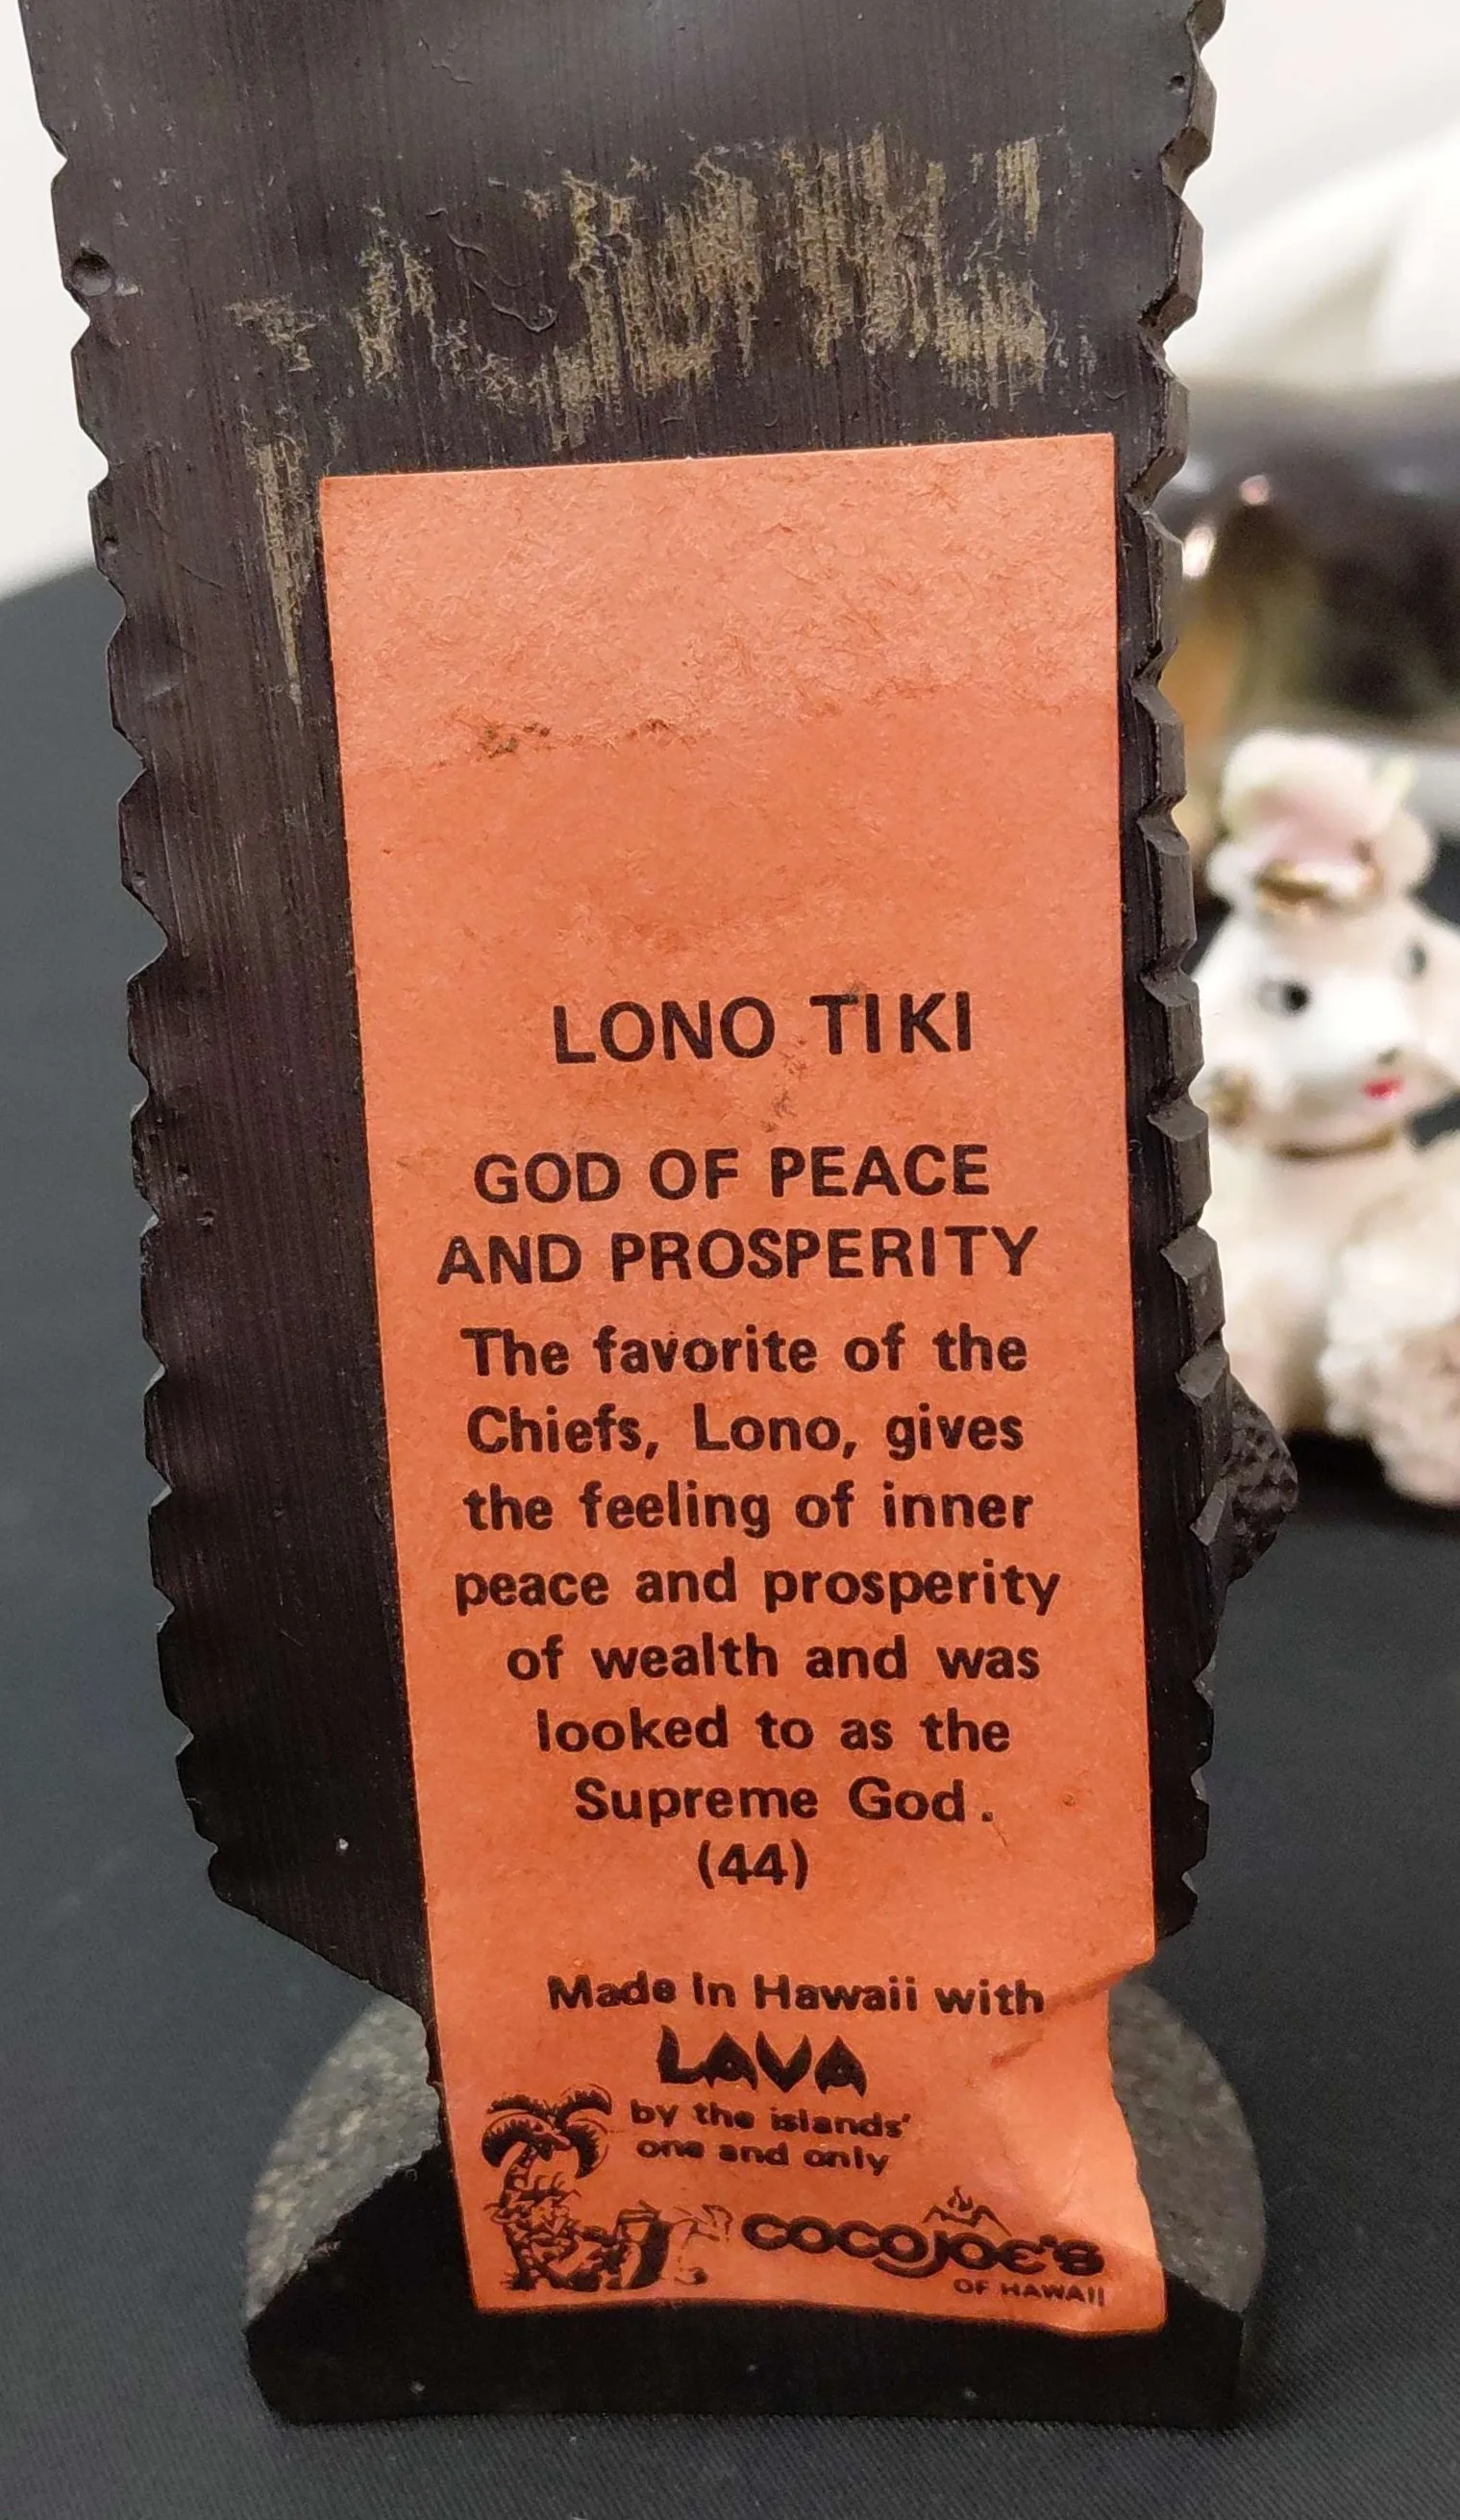 LONO TIKI
GOD OF PEACE
AND PROSPERITY
The favorite of the
Chiefs, Lono, gives
the feeling of inner
peace and prosperity
of wealth and was
looked to as the
Supreme God.
(44)
Made In Hawaii with
LAVA
by the islands'
one and only
COCO JOE'S
OF HAWAII